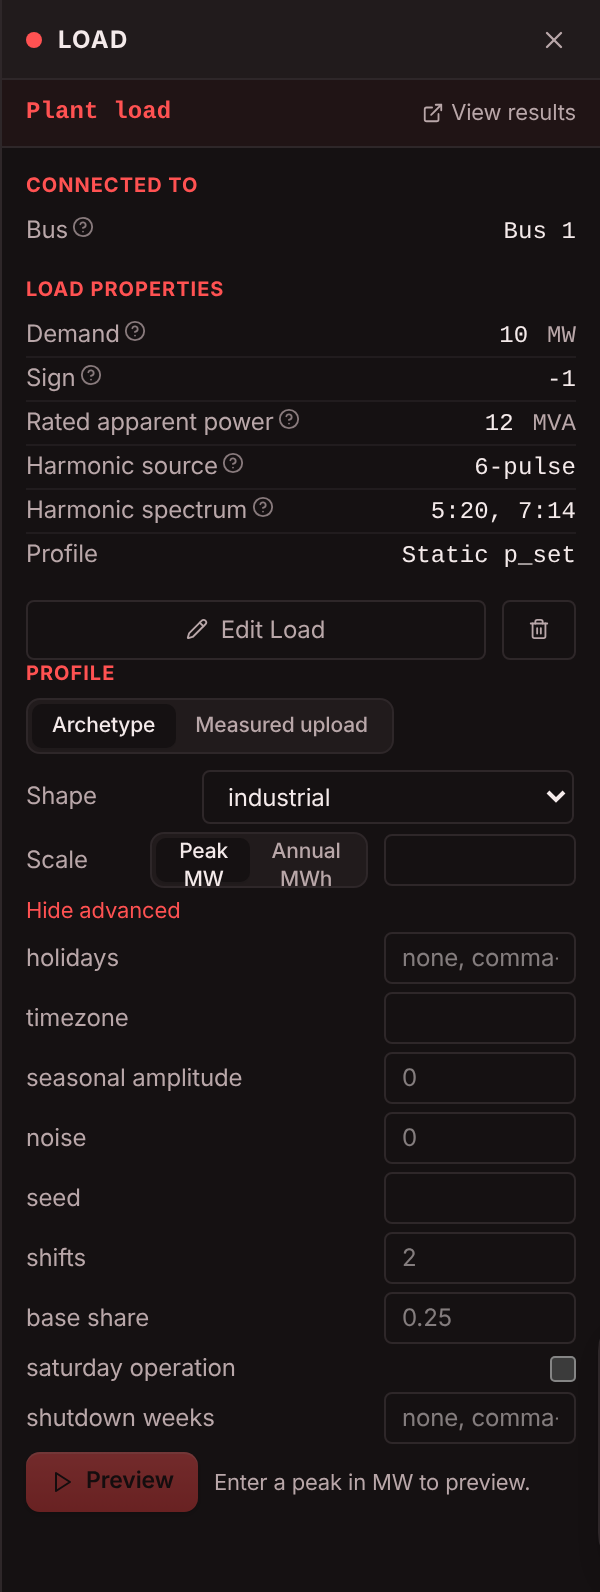 LOAD
Plant load
View results
CONNECTED TO
Bus
Bus 1
LOAD PROPERTIES
Demand
10 MW
Sign
-1
Rated apparent power
12 MVA
Harmonic source
6-pulse
Harmonic spectrum
5:20, 7:14
Profile
Static p_set
Edit Load
PROFILE
Archetype
Measured upload
Shape
industrial
Scale
Peak
MW
Annual
MWh
Hide advanced
holidays
none, comma-
timezone
seasonal amplitude
0
noise
0
seed
shifts
2
base share
0.25
saturday operation
shutdown weeks
none, comma-
Preview
Enter a peak in MW to preview.